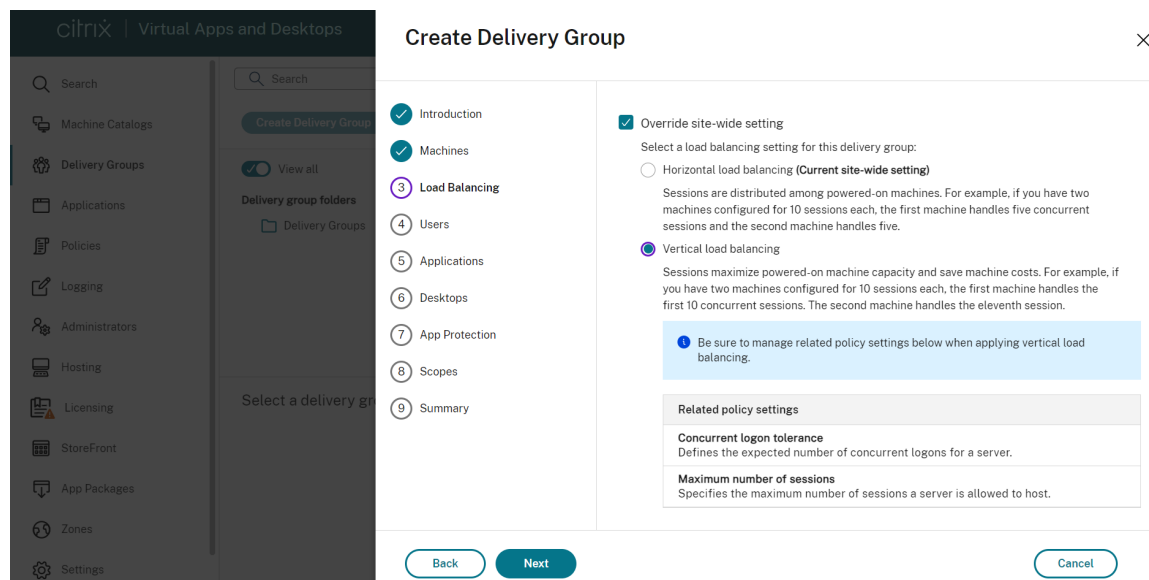 citrix | Virtual Apps and Desktops
Search
Machine Catalogs
Delivery Groups
Applications
Policies
Logging
Administrators
Hosting
Licensing
StoreFront
App Packages
Zones
Settings
Search
Create Delivery Group
View all
Delivery group folders
Delivery Groups
Select a delivery gr
Create Delivery Group
Introduction
Machines
3 Load Balancing
4 Users
5 Applications
6 Desktops
7 App Protection
8 Scopes
9 Summary
Override site-wide setting
Select a load balancing setting for this delivery group:
Horizontal load balancing (Current site-wide setting)
Sessions are distributed among powered-on machines. For example, if you have two
machines configured for 10 sessions each, the first machine handles five concurrent
sessions and the second machine handles five.
Vertical load balancing
Sessions maximize powered-on machine capacity and save machine costs. For example, if
you have two machines configured for 10 sessions each, the first machine handles the
first 10 concurrent sessions. The second machine handles the eleventh session.
Be sure to manage related policy settings below when applying vertical load
balancing.
Related policy settings
Concurrent logon tolerance
Defines the expected number of concurrent logons for a server.
Maximum number of sessions
Specifies the maximum number of sessions a server is allowed to host.
Back
Next
Cancel